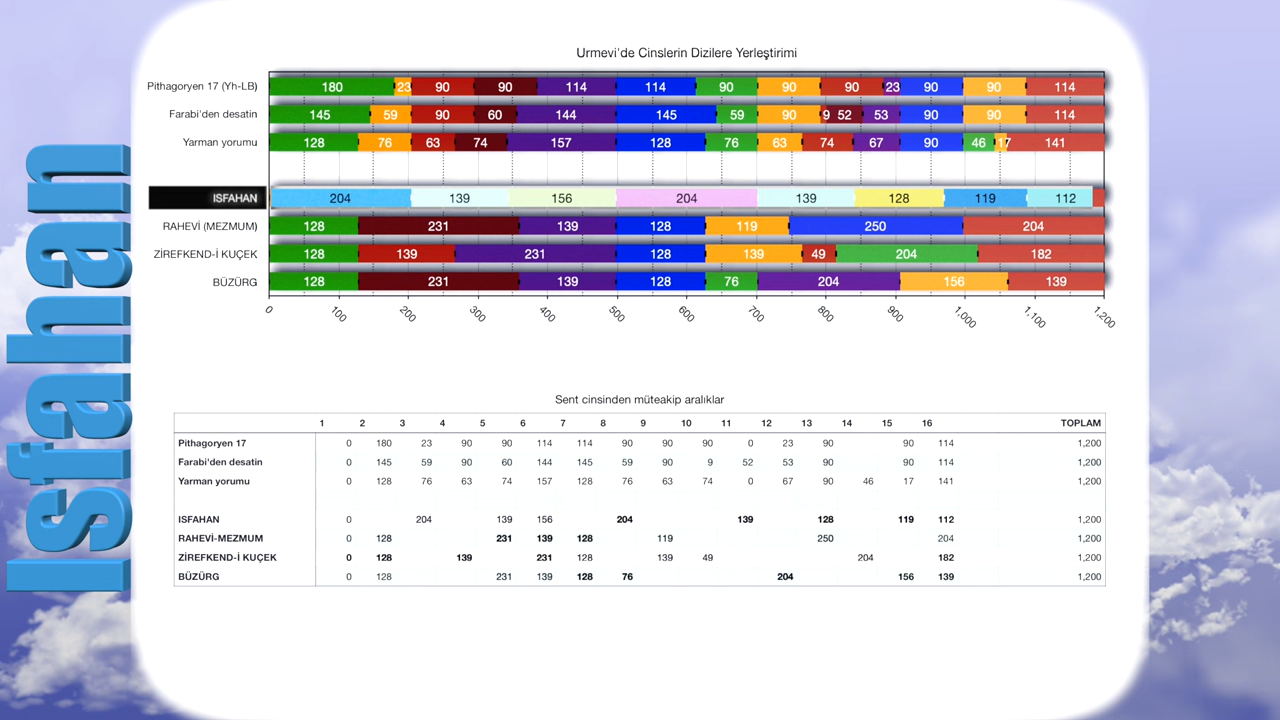 Isfahan
Urmevi'de Cinslerin Dizilere Yerleştirimi
Pithagoryen 17 (Yh-LB) 180 23 90 90 114 114 90 90 90 23 90 90 114
Farabi'den desatin 145 59 90 60 144 145 59 90 9 52 53 90 90 114
Yarman yorumu 128 76 63 74 157 128 76 63 74 67 90 46 17 141
ISFAHAN 204 139 156 204 139 128 119 112
RAHEVİ (MEZMUM) 128 231 139 128 119 250 204
ZİREFKEND-İ KUÇEK 128 139 231 128 139 49 204 182
BÜZÜRG 128 231 139 128 76 204 156 139
0 100 200 300 400 500 600 700 800 900 1,000 1,100 1,200
Sent cinsinden müteakip aralıklar
1 2 3 4 5 6 7 8 9 10 11 12 13 14 15 16 TOPLAM
Pithagoryen 17 0 180 23 90 90 114 114 90 90 90 0 23 90 90 114 1,200
Farabi'den desatin 0 145 59 90 60 144 145 59 90 9 52 53 90 90 114 1,200
Yarman yorumu 0 128 76 63 74 157 128 76 63 74 0 67 90 46 17 141 1,200
ISFAHAN 0 204 139 156 204 139 128 119 112 1,200
RAHEVİ-MEZMUM 0 128 231 139 128 119 250 204 1,200
ZİREFKEND-İ KUÇEK 0 128 139 231 128 139 49 204 182 1,200
BÜZÜRG 0 128 231 139 128 76 204 156 139 1,200